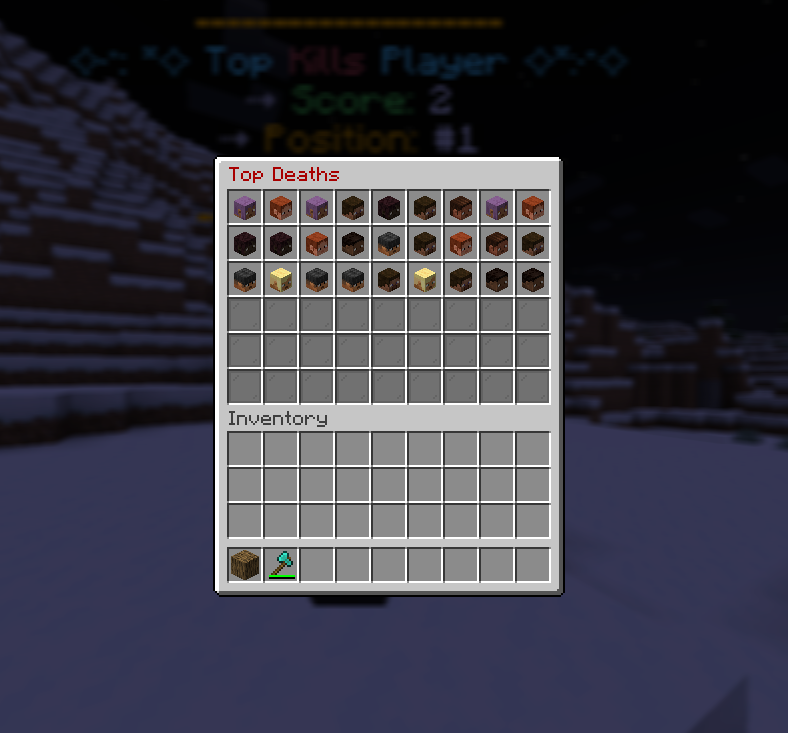 ◇-: *◇ Top Kills Player ◇*:-◇
→ Score: 2
→ Position: #1
Top Deaths
Inventory